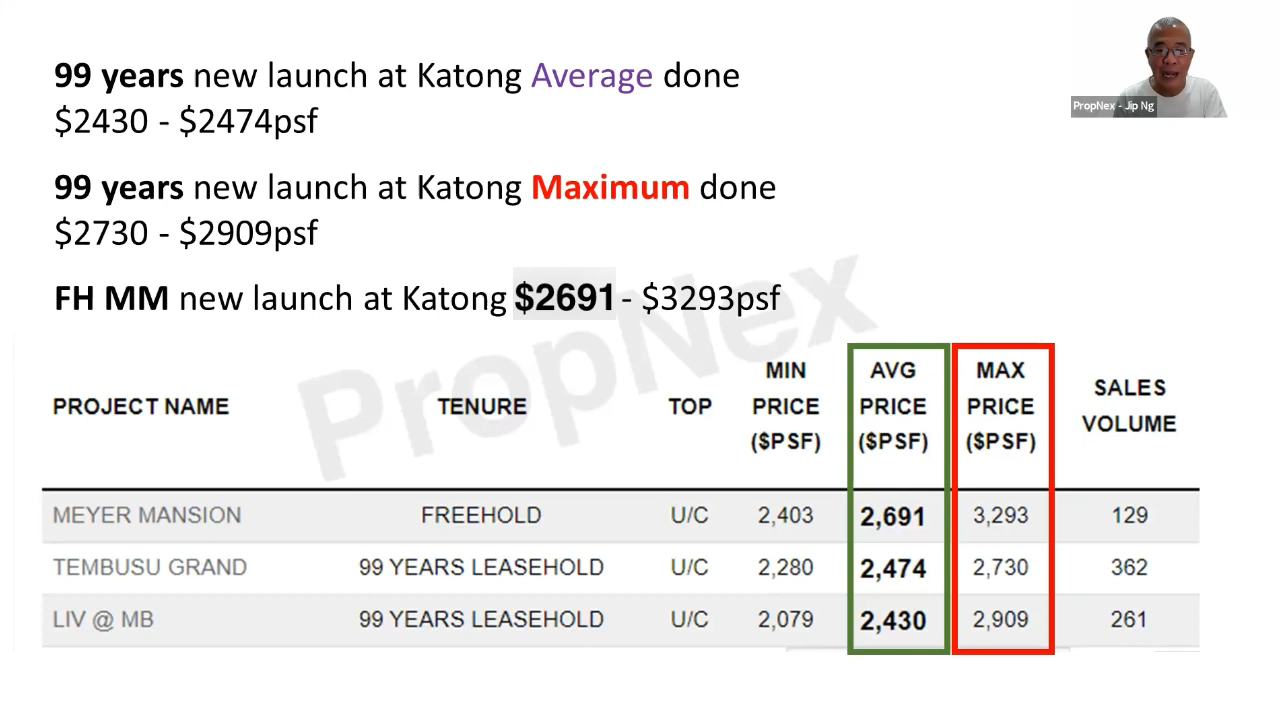 99 years new launch at Katong Average done
$2430 - $2474psf
99 years new launch at Katong Maximum done
$2730 - $2909psf
FH MM new launch at Katong $2691 - $3293psf
PropNex - Jip Ng
PropNex
PROJECT NAME TENURE TOP MIN PRICE ($PSF) AVG PRICE ($PSF) MAX PRICE ($PSF) SALES VOLUME
MEYER MANSION FREEHOLD U/C 2,403 2,691 3,293 129
TEMBUSU GRAND 99 YEARS LEASEHOLD U/C 2,280 2,474 2,730 362
LIV @ MB 99 YEARS LEASEHOLD U/C 2,079 2,430 2,909 261